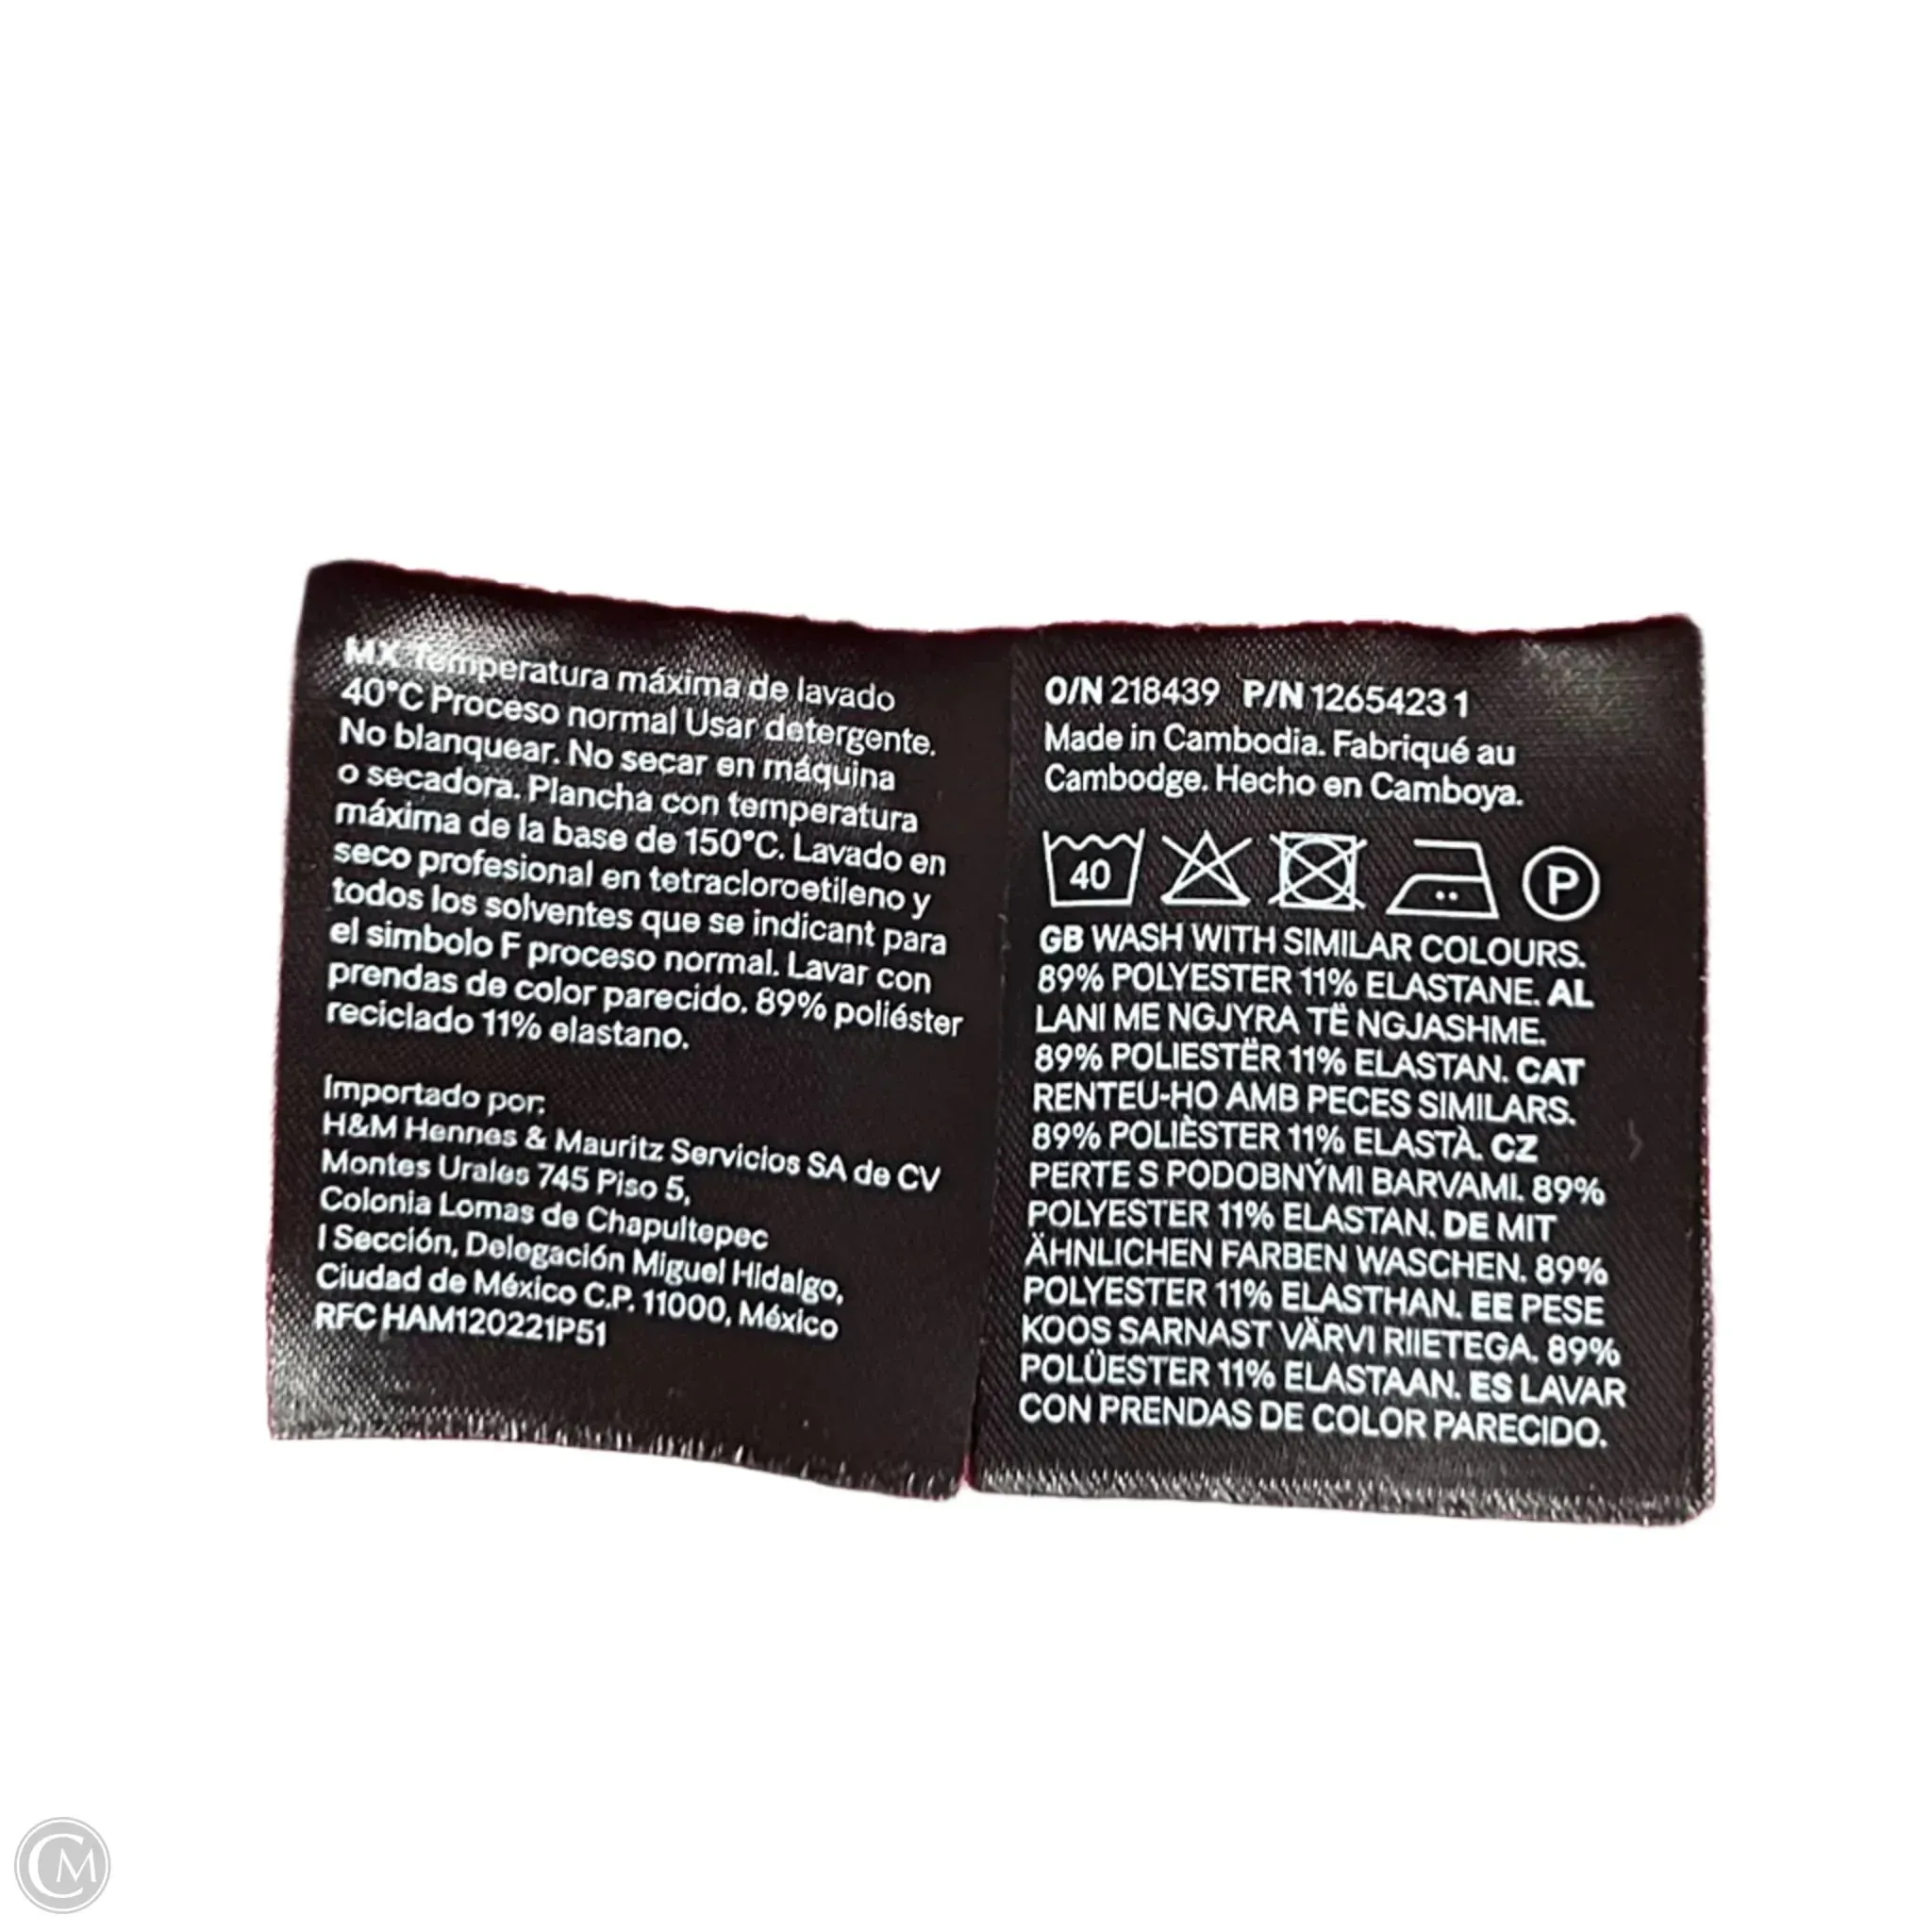 MX Temperatura máxima de lavado
40°C Proceso normal Usar detergente.
No blanquear. No secar en máquina
o secadora. Plancha con temperatura
máxima de la base de 150°C. Lavado en
seco profesional en tetracloroetileno y
todos los solventes que se indicant para
el simbolo F proceso normal. Lavar con
prendas de color parecido. 89% poliéster
reciclado 11% elastano.
Importado por:
H&M Hennes & Mauritz Servicios SA de CV
Montes Urales 745 Piso 5,
Colonia Lomas de Chapultepec
I Sección, Delegación Miguel Hidalgo,
Ciudad de México C.P. 11000, México
RFC HAM120221P51
O/N 218439 P/N 1265423 1
Made in Cambodia. Fabriqué au
Cambodge. Hecho en Camboya.
40 P
GB WASH WITH SIMILAR COLOURS.
89% POLYESTER 11% ELASTANE. AL
LANI ME NGJYRA TË NGJASHME.
89% POLIESTËR 11% ELASTAN. CAT
RENTEU-HO AMB PECES SIMILARS.
89% POLIÈSTER 11% ELASTÀ. CZ
PERTE S PODOBNÝMI BARVAMI. 89%
POLYESTER 11% ELASTAN. DE MIT
ÄHNLICHEN FARBEN WASCHEN. 89%
POLYESTER 11% ELASTHAN. EE PESE
KOOS SARNAST VÄRVI RIIETEGA. 89%
POLÜESTER 11% ELASTAAN. ES LAVAR
CON PRENDAS DE COLOR PARECIDO.
CM